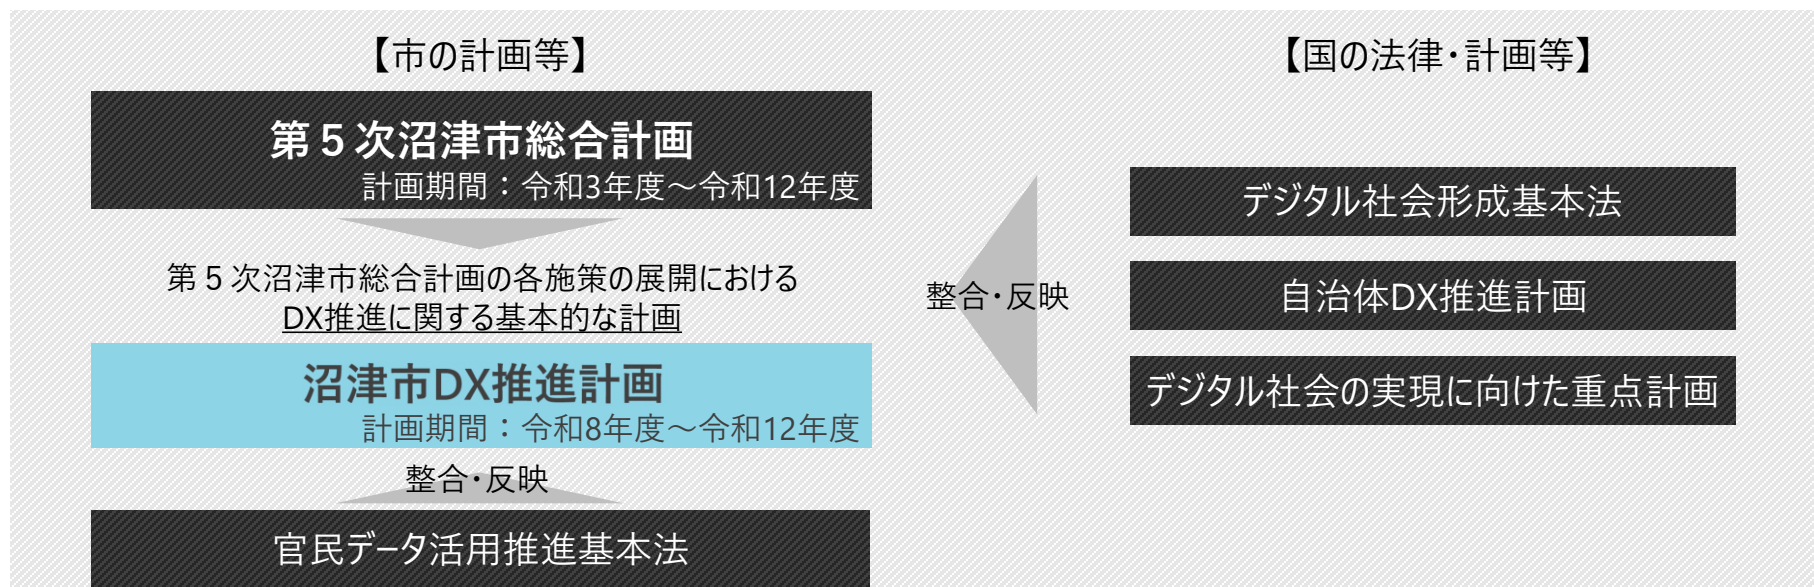 【市の計画等】
第５次沼津市総合計画
計画期間：令和3年度～令和12年度
第５次沼津市総合計画の各施策の展開における
DX推進に関する基本的な計画
沼津市DX推進計画
計画期間：令和8年度～令和12年度
整合・反映
官民データ活用推進基本法
整合・反映
【国の法律・計画等】
デジタル社会形成基本法
自治体DX推進計画
デジタル社会の実現に向けた重点計画